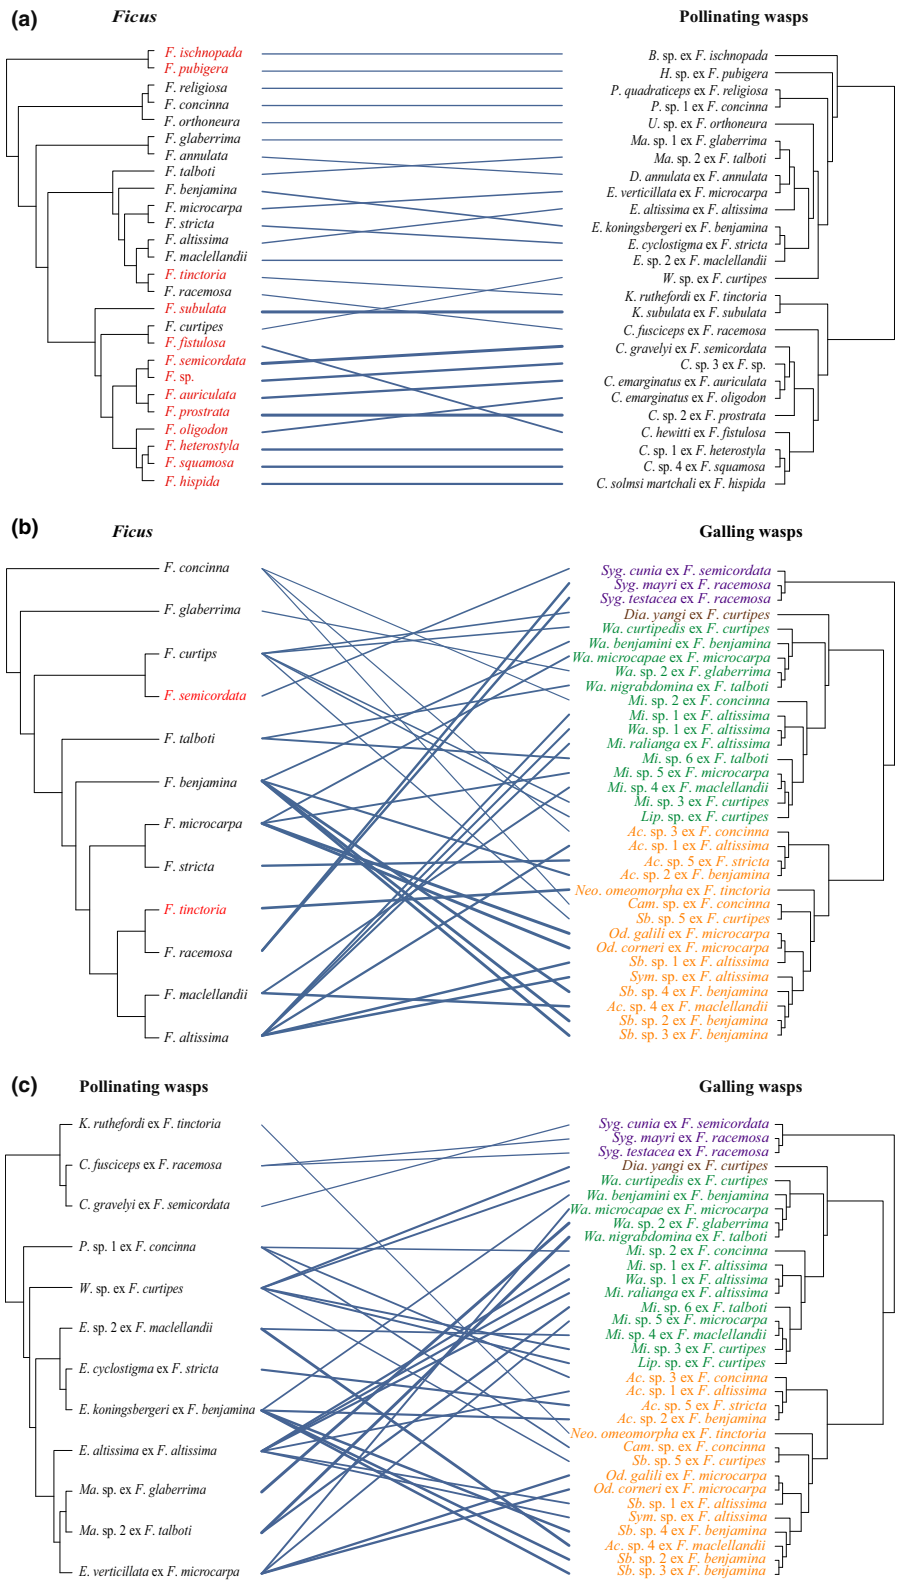 (a)
Ficus
Pollinating wasps
F. ischnopada
F. pubigera
F. religiosa
F. concinna
F. orthoneura
F. glaberrima
F. annulata
F. talboti
F. benjamina
F. microcarpa
F. stricta
F. altissima
F. maclellandii
F. tinctoria
F. racemosa
F. subulata
F. curtipes
F. fistulosa
F. semicordata
F. sp.
F. auriculata
F. prostrata
F. oligodon
F. heterostyla
F. squamosa
F. hispida
B. sp. ex F. ischnopada
H. sp. ex F. pubigera
P. quadraticeps ex F. religiosa
P. sp. 1 ex F. concinna
U. sp. ex F. orthoneura
Ma. sp. 1 ex F. glaberrima
Ma. sp. 2 ex F. talboti
D. annulata ex F. annulata
E. verticillata ex F. microcarpa
E. altissima ex F. altissima
E. koningsbergeri ex F. benjamina
E. cyclostigma ex F. stricta
E. sp. 2 ex F. maclellandii
W. sp. ex F. curtipes
K. ruthefordi ex F. tinctoria
K. subulata ex F. subulata
C. fusciceps ex F. racemosa
C. gravelyi ex F. semicordata
C. sp. 3 ex F. sp.
C. emarginatus ex F. auriculata
C. emarginatus ex F. oligodon
C. sp. 2 ex F. prostrata
C. hewitti ex F. fistulosa
C. sp. 1 ex F. heterostyla
C. sp. 4 ex F. squamosa
C. solmsi martchali ex F. hispida
(b)
Ficus
Galling wasps
F. concinna
F. glaberrima
F. curtips
F. semicordata
F. talboti
F. benjamina
F. microcarpa
F. stricta
F. tinctoria
F. racemosa
F. maclellandii
F. altissima
Syg. cunia ex F. semicordata
Syg. mayri ex F. racemosa
Syg. testacea ex F. racemosa
Dia. yangi ex F. curtipes
Wa. curtipedis ex F. curtipes
Wa. benjamini ex F. benjamina
Wa. microcapae ex F. microcarpa
Wa. sp. 2 ex F. glaberrima
Wa. nigrabdomina ex F. talboti
Mi. sp. 2 ex F. concinna
Mi. sp. 1 ex F. altissima
Wa. sp. 1 ex F. altissima
Mi. ralianga ex F. altissima
Mi. sp. 6 ex F. talboti
Mi. sp. 5 ex F. microcarpa
Mi. sp. 4 ex F. maclellandii
Mi. sp. 3 ex F. curtipes
Lip. sp. ex F. curtipes
Ac. sp. 3 ex F. concinna
Ac. sp. 1 ex F. altissima
Ac. sp. 5 ex F. stricta
Ac. sp. 2 ex F. benjamina
Neo. omeomorpha ex F. tinctoria
Cam. sp. ex F. concinna
Sb. sp. 5 ex F. curtipes
Od. galili ex F. microcarpa
Od. corneri ex F. microcarpa
Sb. sp. 1 ex F. altissima
Sym. sp. ex F. altissima
Sb. sp. 4 ex F. benjamina
Ac. sp. 4 ex F. maclellandii
Sb. sp. 2 ex F. benjamina
Sb. sp. 3 ex F. benjamina
(c)
Pollinating wasps
Galling wasps
K. ruthefordi ex F. tinctoria
C. fusciceps ex F. racemosa
C. gravelyi ex F. semicordata
P. sp. 1 ex F. concinna
W. sp. ex F. curtipes
E. sp. 2 ex F. maclellandii
E. cyclostigma ex F. stricta
E. koningsbergeri ex F. benjamina
E. altissima ex F. altissima
Ma. sp. ex F. glaberrima
Ma. sp. 2 ex F. talboti
E. verticillata ex F. microcarpa
Syg. cunia ex F. semicordata
Syg. mayri ex F. racemosa
Syg. testacea ex F. racemosa
Dia. yangi ex F. curtipes
Wa. curtipedis ex F. curtipes
Wa. benjamini ex F. benjamina
Wa. microcapae ex F. microcarpa
Wa. sp. 2 ex F. glaberrima
Wa. nigrabdomina ex F. talboti
Mi. sp. 2 ex F. concinna
Mi. sp. 1 ex F. altissima
Wa. sp. 1 ex F. altissima
Mi. ralianga ex F. altissima
Mi. sp. 6 ex F. talboti
Mi. sp. 5 ex F. microcarpa
Mi. sp. 4 ex F. maclellandii
Mi. sp. 3 ex F. curtipes
Lip. sp. ex F. curtipes
Ac. sp. 3 ex F. concinna
Ac. sp. 1 ex F. altissima
Ac. sp. 5 ex F. stricta
Ac. sp. 2 ex F. benjamina
Neo. omeomorpha ex F. tinctoria
Cam. sp. ex F. concinna
Sb. sp. 5 ex F. curtipes
Od. galili ex F. microcarpa
Od. corneri ex F. microcarpa
Sb. sp. 1 ex F. altissima
Sym. sp. ex F. altissima
Sb. sp. 4 ex F. benjamina
Ac. sp. 4 ex F. maclellandii
Sb. sp. 2 ex F. benjamina
Sb. sp. 3 ex F. benjamina